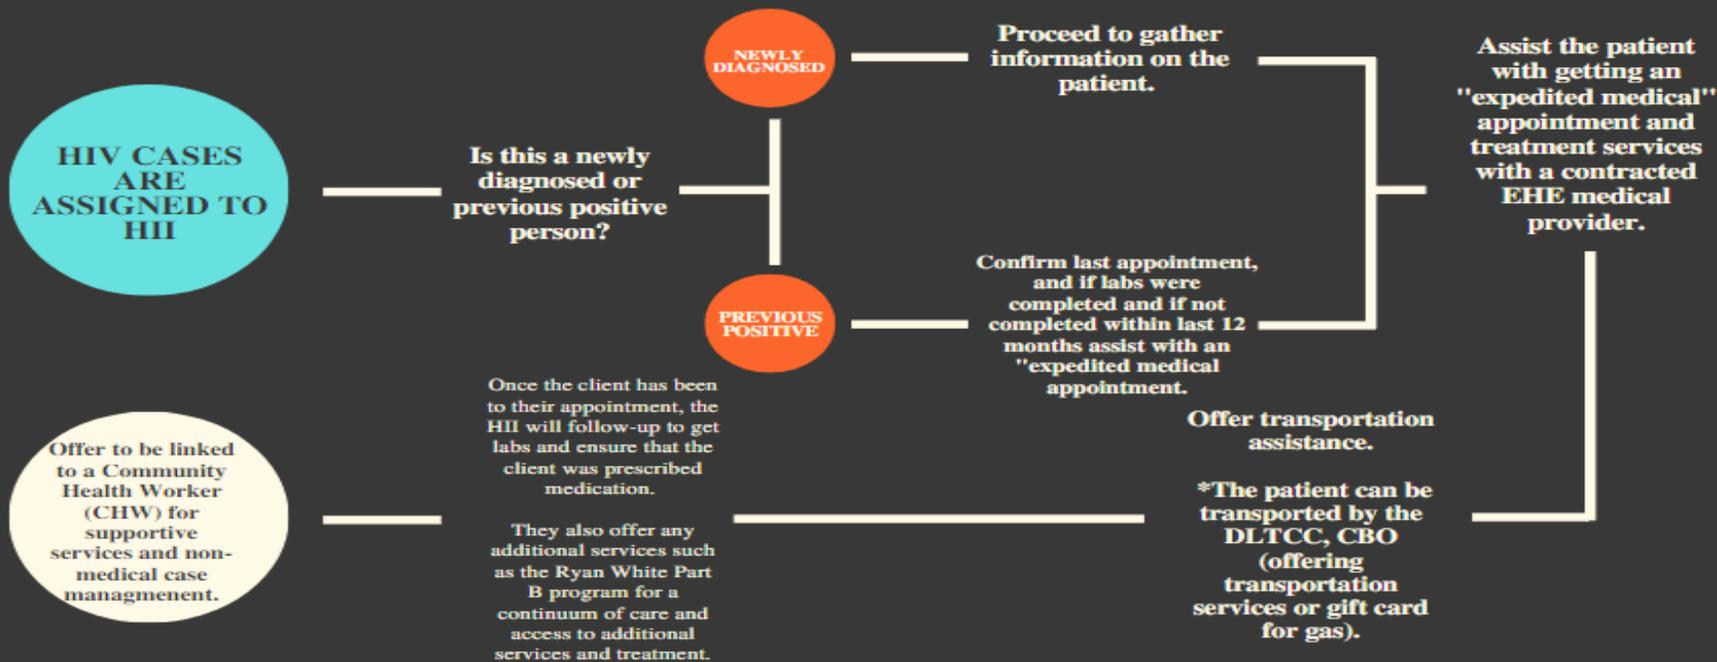 HIV CASES
ARE
ASSIGNED TO
HII
Is this a newly
diagnosed or
previous positive
person?
NEWLY
DIAGNOSED
Proceed to gather
information on the
patient.
PREVIOUS
POSITIVE
Confirm last appointment,
and if labs were
completed and if not
completed within last 12
months assist with an
"expedited medical
appointment.
Assist the patient
with getting an
"expedited medical"
appointment and
treatment services
with a contracted
EHE medical
provider.
Offer transportation
assistance.
*The patient can be
transported by the
DLTCC, CBO
(offering
transportation
services or gift card
for gas).
Once the client has been
to their appointment, the
HII will follow-up to get
labs and ensure that the
client was prescribed
medication.
They also offer any
additional services such
as the Ryan White Part
B program for a
continuum of care and
access to additional
services and treatment.
Offer to be linked
to a Community
Health Worker
(CHW) for
supportive
services and non-
medical case
managmenent.